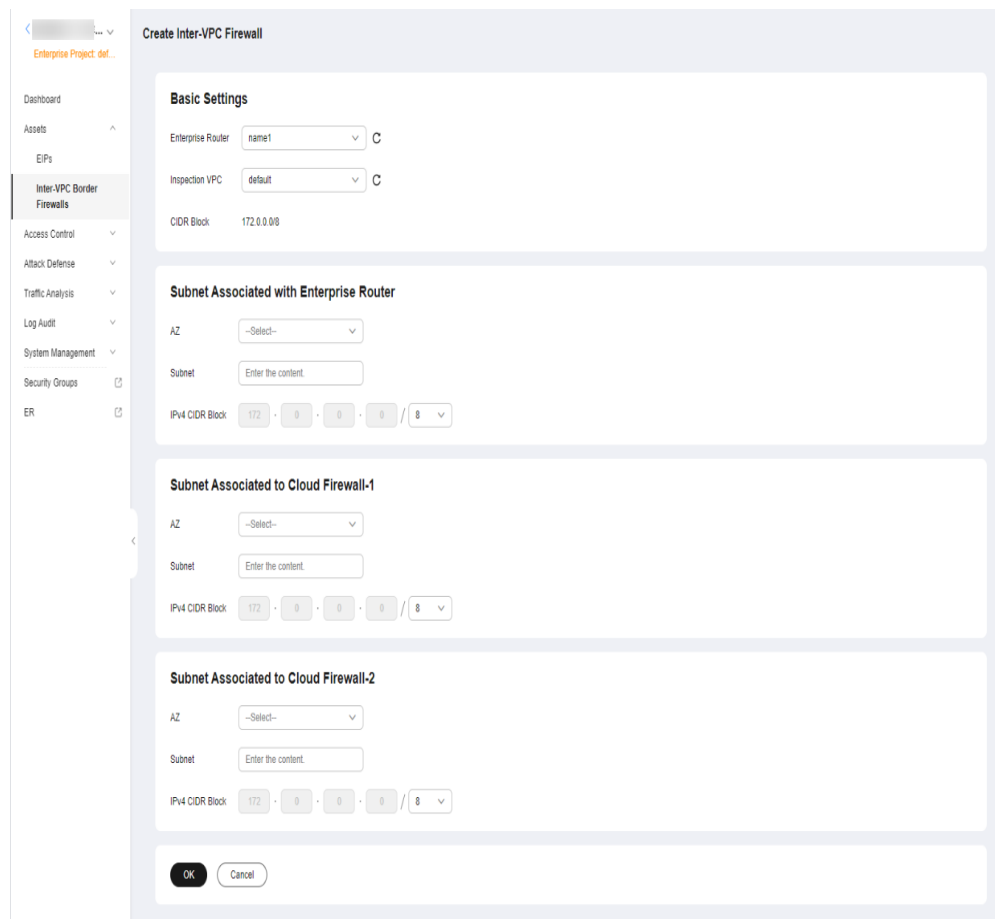 Enterprise Project: def...
Dashboard
Assets
EIPs
Inter-VPC Border
Firewalls
Access Control
Attack Defense
Traffic Analysis
Log Audit
System Management
Security Groups
ER
Create Inter-VPC Firewall
Basic Settings
Enterprise Router name1
Inspection VPC default
CIDR Block 172.0.0.0/8
Subnet Associated with Enterprise Router
AZ --Select--
Subnet Enter the content.
IPv4 CIDR Block 172 . 0 . 0 . 0 / 8
Subnet Associated to Cloud Firewall-1
AZ --Select--
Subnet Enter the content.
IPv4 CIDR Block 172 . 0 . 0 . 0 / 8
Subnet Associated to Cloud Firewall-2
AZ --Select--
Subnet Enter the content.
IPv4 CIDR Block 172 . 0 . 0 . 0 / 8
OK Cancel